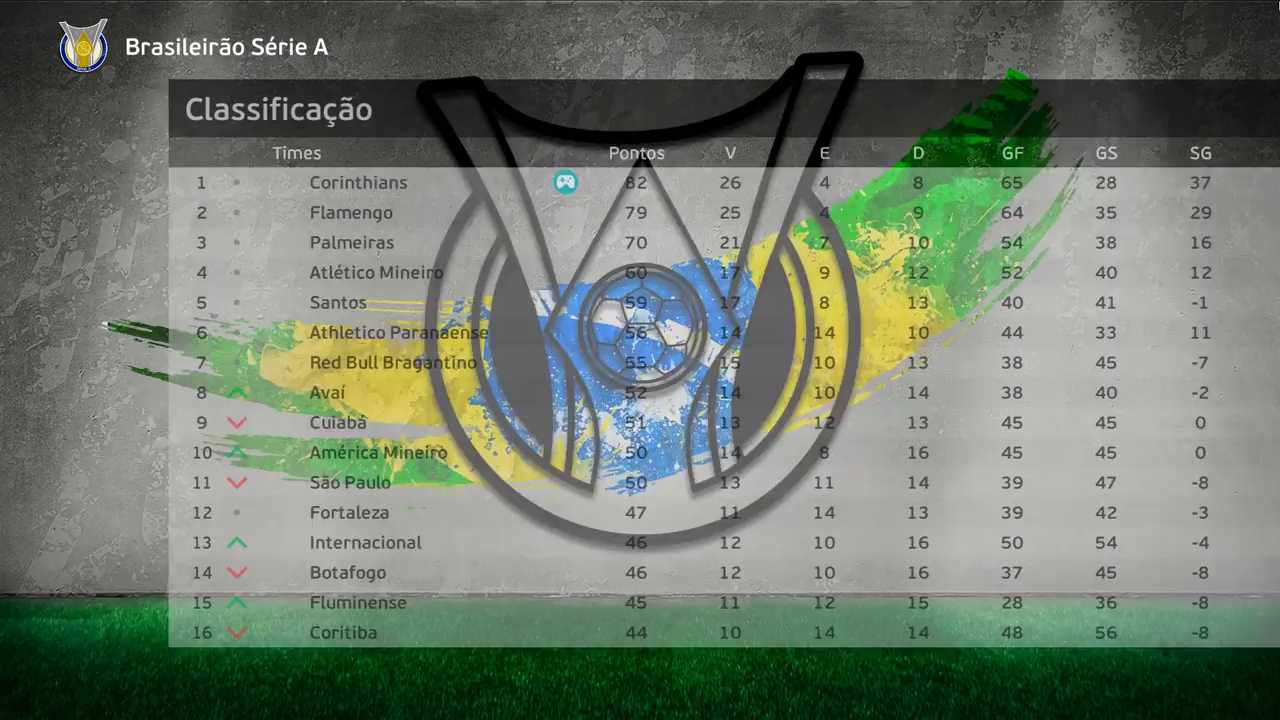 Brasileirão Série A
Classificação
Times Pontos V E D GF GS SG
1 Corinthians 82 26 4 8 65 28 37
2 Flamengo 79 25 4 9 64 35 29
3 Palmeiras 70 21 7 10 54 38 16
4 Atlético Mineiro 60 17 9 12 52 40 12
5 Santos 59 17 8 13 40 41 -1
6 Athletico Paranaense 56 14 14 10 44 33 11
7 Red Bull Bragantino 55 15 10 13 38 45 -7
8 Avaí 52 14 10 14 38 40 -2
9 Cuiabá 51 13 12 13 45 45 0
10 América Mineiro 50 14 8 16 45 45 0
11 São Paulo 50 13 11 14 39 47 -8
12 Fortaleza 47 11 14 13 39 42 -3
13 Internacional 46 12 10 16 50 54 -4
14 Botafogo 46 12 10 16 37 45 -8
15 Fluminense 45 11 12 15 28 36 -8
16 Coritiba 44 10 14 14 48 56 -8